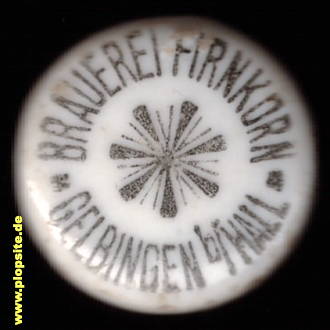 BRAUEREI FIRNKORN
" GELBINGEN b/HALL "
www.plopsite.de